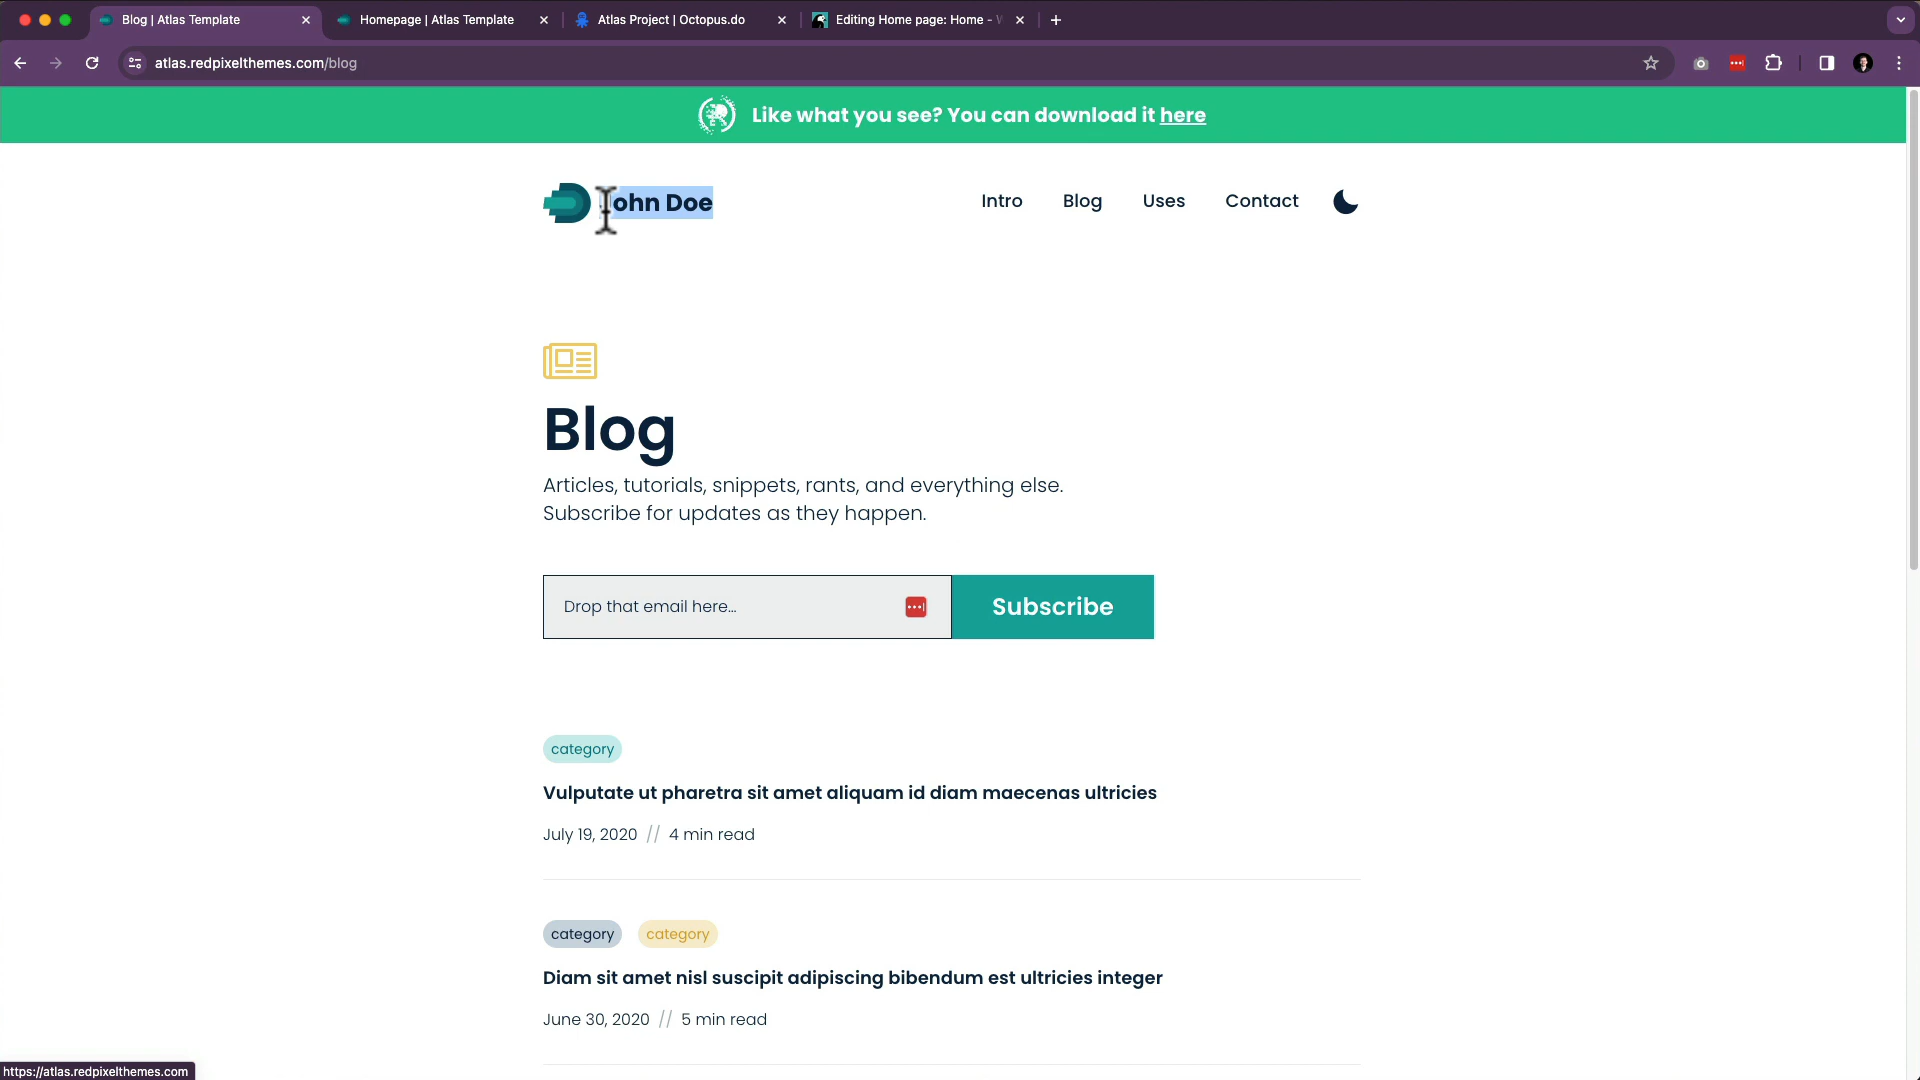 Blog | Atlas Template
Homepage | Atlas Template
Atlas Project | Octopus.do
Editing Home page: Home -
atlas.redpixelthemes.com/blog
Like what you see? You can download it here
John Doe
Intro
Blog
Uses
Contact
Blog
Articles, tutorials, snippets, rants, and everything else.
Subscribe for updates as they happen.
Drop that email here...
Subscribe
category
Vulputate ut pharetra sit amet aliquam id diam maecenas ultricies
July 19, 2020 // 4 min read
category category
Diam sit amet nisl suscipit adipiscing bibendum est ultricies integer
June 30, 2020 // 5 min read
https://atlas.redpixelthemes.com